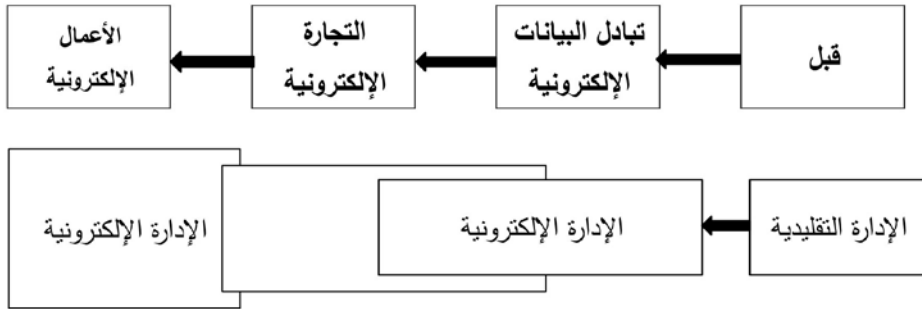 قبل
تبادل البيانات
الإلكترونية
التجارة
الإلكترونية
الأعمال
الإلكترونية
الإدارة التقليدية
الإدارة الإلكترونية
الإدارة الإلكترونية